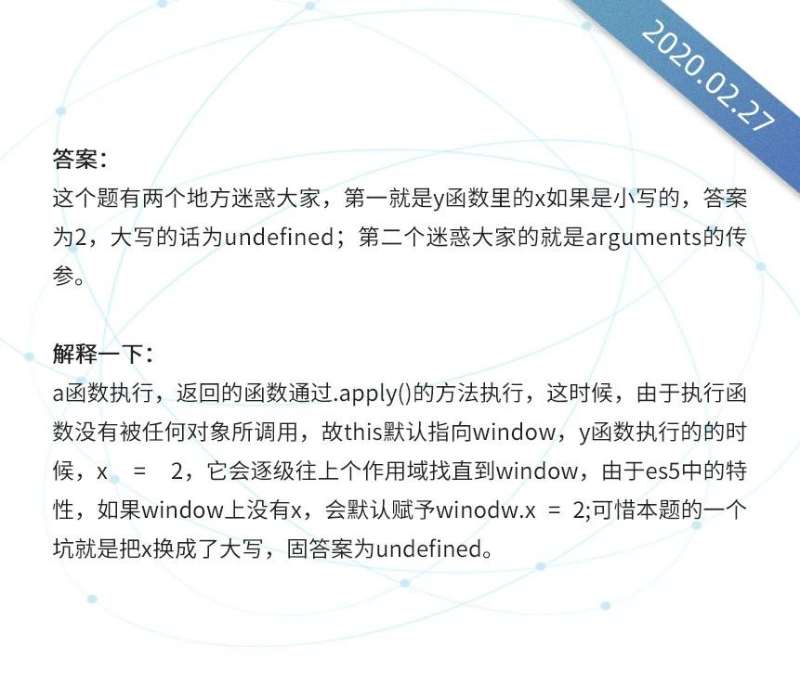 2020.02.27
答案：
这个题有两个地方迷惑大家，第一就是y函数里的x如果是小写的，答案
为2，大写的话为undefined；第二个迷惑大家的就是arguments的传
参。
解释一下：
a函数执行，返回的函数通过.apply()的方法执行，这时候，由于执行函
数没有被任何对象所调用，故this默认指向window，y函数执行的的时
候，x = 2，它会逐级往上个作用域找直到window，由于es5中的特
性，如果window上没有x，会默认赋予winodw.x = 2;可惜本题的一个
坑就是把x换成了大写，固答案为undefined。